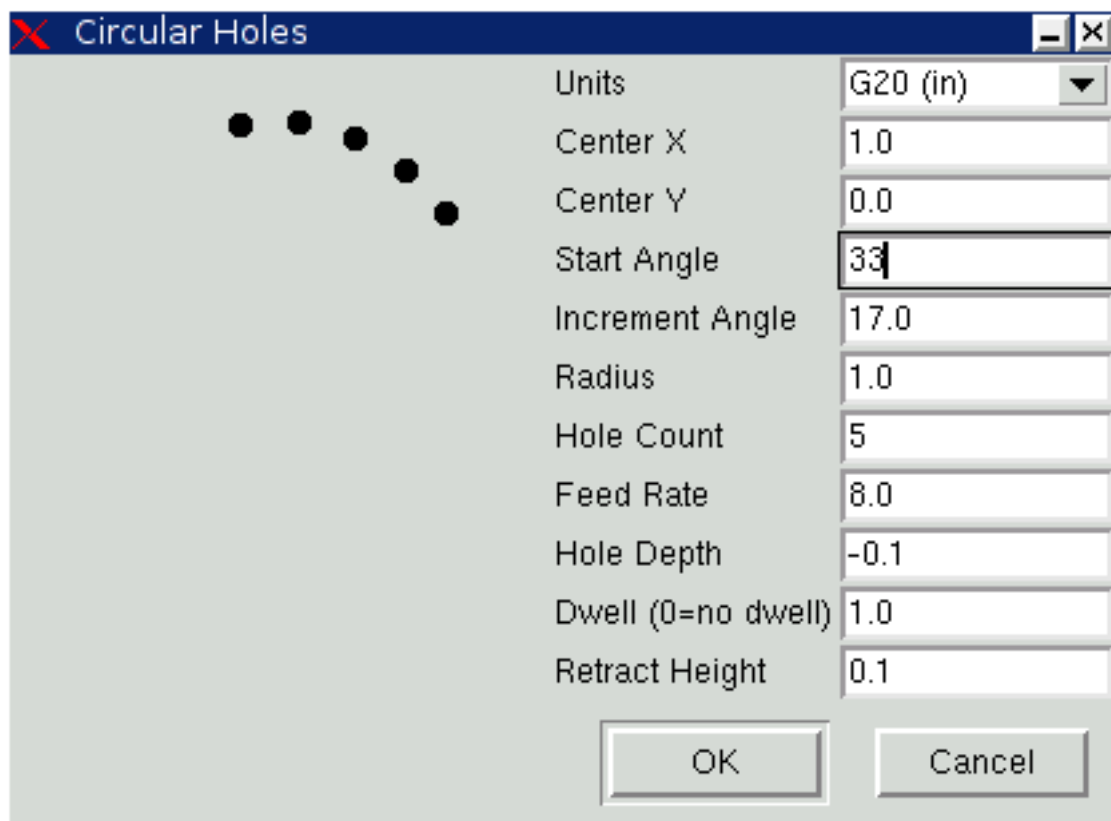 Circular Holes
Units G20 (in)
Center X 1.0
Center Y 0.0
Start Angle 33
Increment Angle 17.0
Radius 1.0
Hole Count 5
Feed Rate 8.0
Hole Depth -0.1
Dwell (0=no dwell) 1.0
Retract Height 0.1
OK Cancel